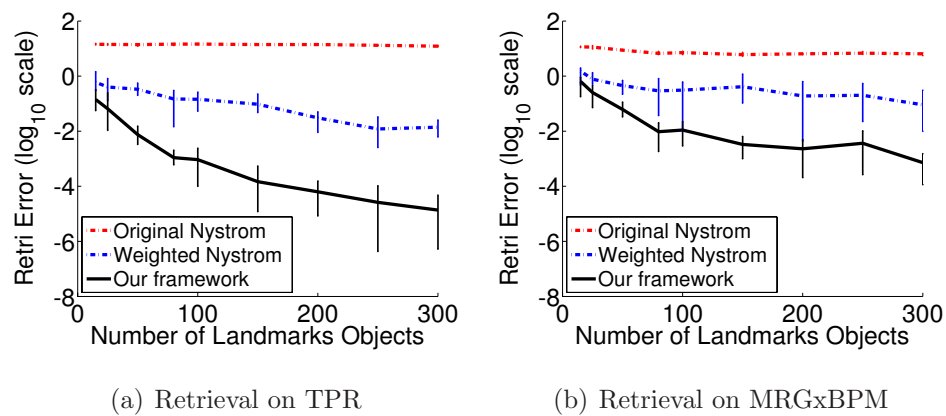 2
0
-2
-4
-6
-8
Retri Error (log10 scale)
Original Nystrom
Weighted Nystrom
Our framework
0 100 200 300
Number of Landmarks Objects
(a) Retrieval on TPR
2
0
-2
-4
-6
-8
Retri Error (log10 scale)
Original Nystrom
Weighted Nystrom
Our framework
0 100 200 300
Number of Landmarks Objects
(b) Retrieval on MRGxBPM